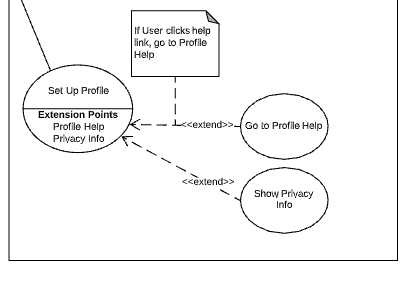 If User clicks help
link, go to Profile
Help
Set Up Profile
Extension Points
Profile Help
Privacy Info
<<extend>>
Go to Profile Help
<<extend>>
Show Privacy
Info